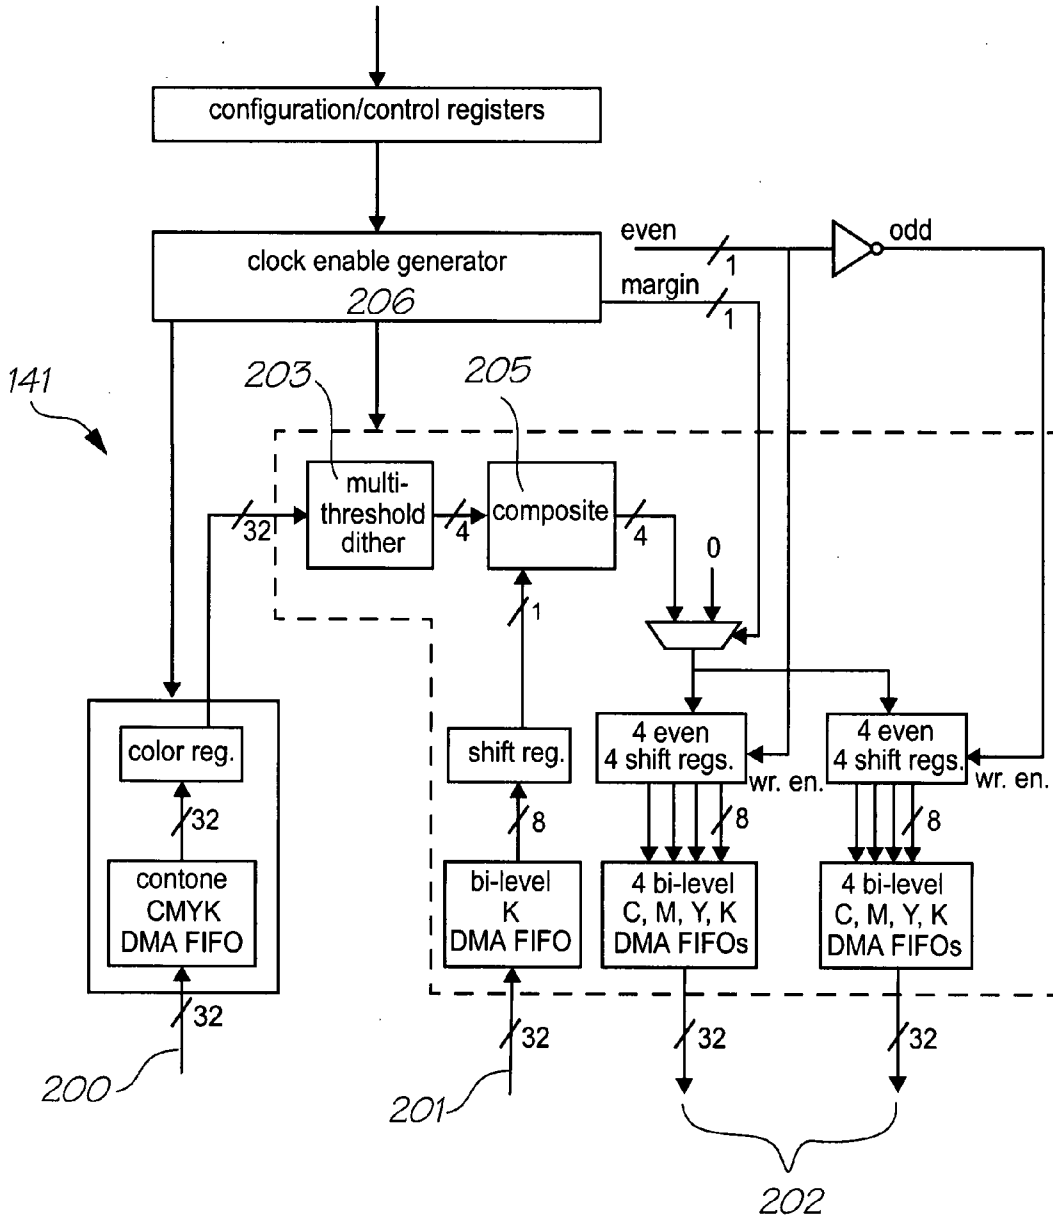 configuration/control registers
clock enable generator
206
even
1
odd
margin
1
141
203
205
multi-
threshold
dither
32
4
composite
4
0
1
color reg.
shift reg.
4 even
4 shift regs.
wr. en.
4 even
4 shift regs.
wr. en.
32
8
8
8
contone
CMYK
DMA FIFO
bi-level
K
DMA FIFO
4 bi-level
C, M, Y, K
DMA FIFOs
4 bi-level
C, M, Y, K
DMA FIFOs
32
32
32
32
200
201
202